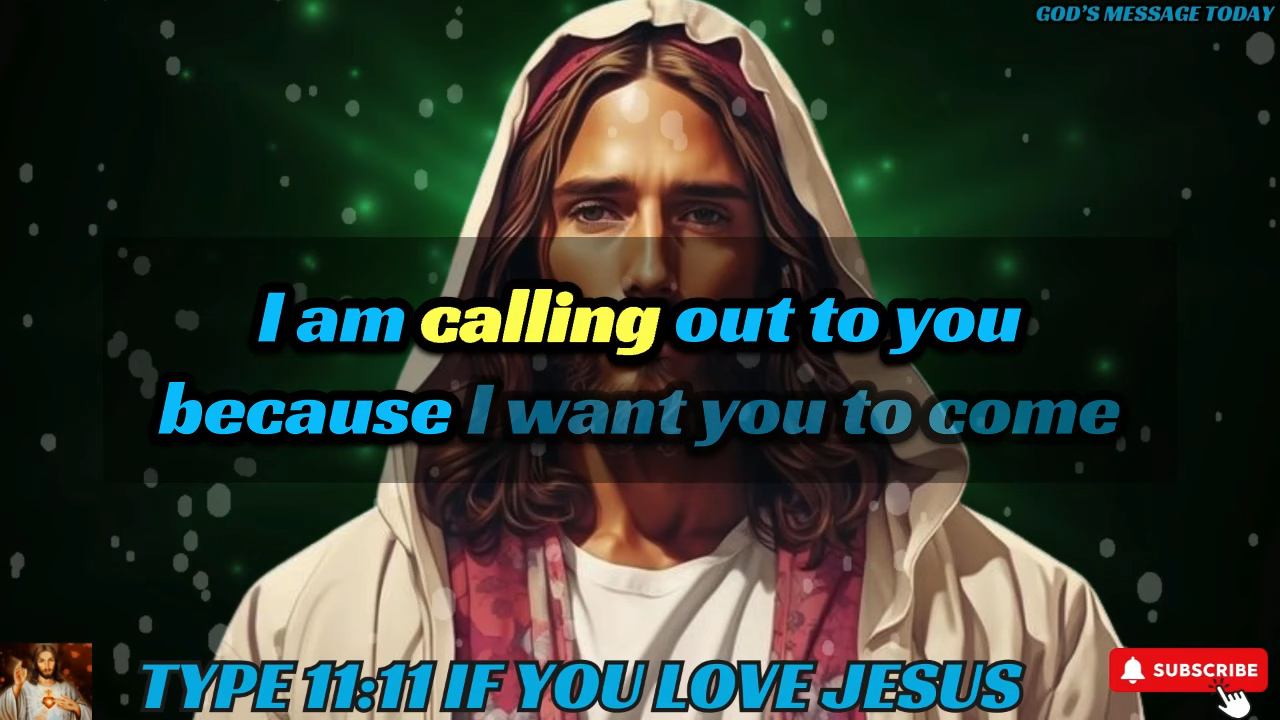 GOD'S MESSAGE TODAY
I am calling out to you
because I want you to come
TYPE 11:11 IF YOU LOVE JESUS
SUBSCRIBE